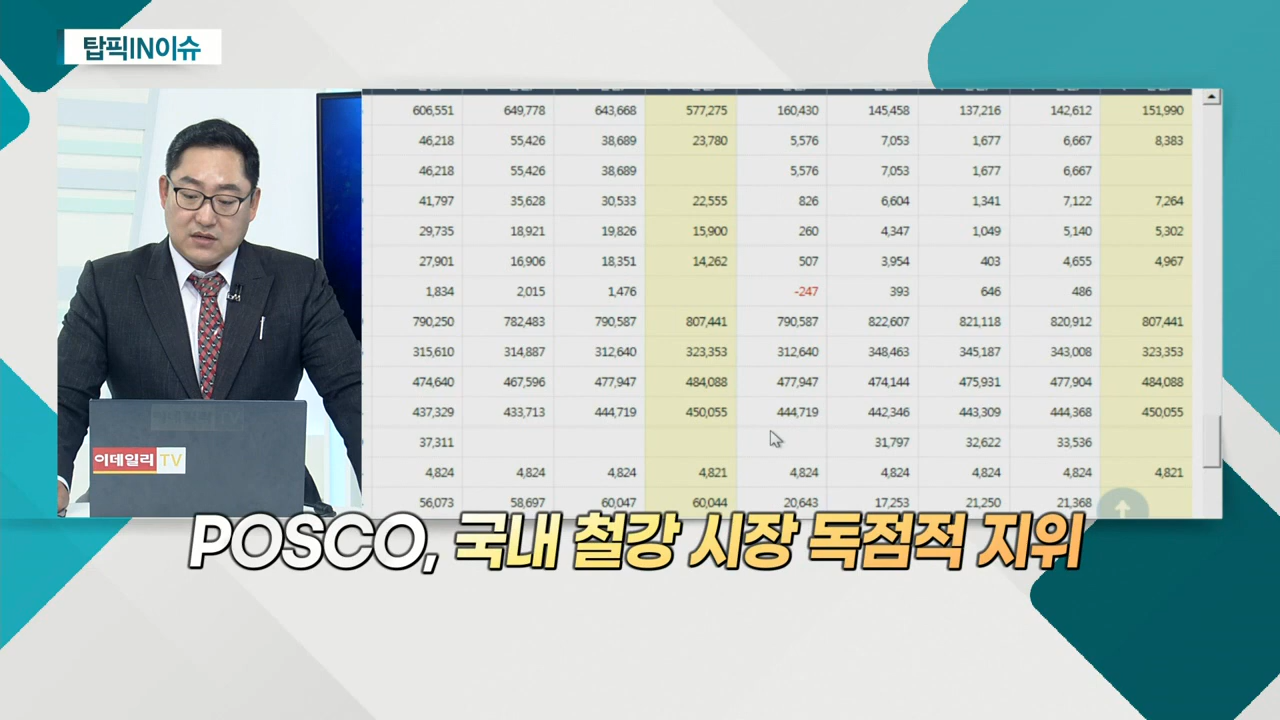 탑픽IN이슈
606,551 649,778 643,668 577,275 160,430 145,458 137,216 142,612 151,990
46,218 55,426 38,689 23,780 5,576 7,053 1,677 6,667 8,383
46,218 55,426 38,689 5,576 7,053 1,677 6,667
41,797 35,628 30,533 22,555 826 6,604 1,341 7,122 7,264
29,735 18,921 19,826 15,900 260 4,347 1,049 5,140 5,302
27,901 16,906 18,351 14,262 507 3,954 403 4,655 4,967
1,834 2,015 1,476 -247 393 646 486
790,250 782,483 790,587 807,441 790,587 822,607 821,118 820,912 807,441
315,610 314,887 312,640 323,353 312,640 348,463 345,187 343,008 323,353
474,640 467,596 477,947 484,088 477,947 474,144 475,931 477,904 484,088
437,329 433,713 444,719 450,055 444,719 442,346 443,309 444,368 450,055
37,311 31,797 32,622 33,536
4,824 4,824 4,824 4,821 4,824 4,824 4,824 4,824 4,821
56,073 58,697 60,047 60,044 20,643 17,253 21,250 21,368
이데일리 TV
POSCO, 국내 철강 시장 독점적 지위